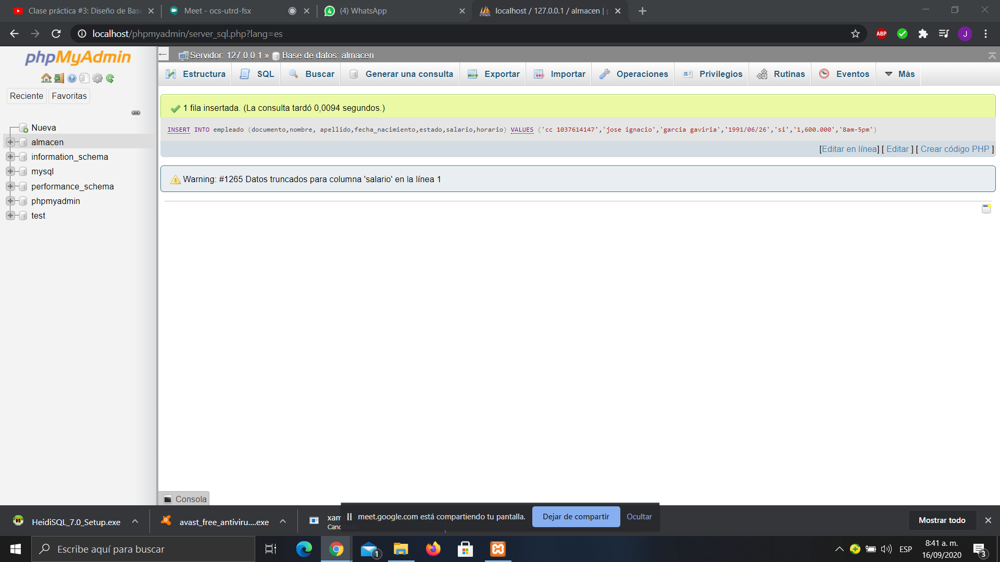 Clase práctica #3: Diseño de Base
Meet - ocs-utrd-fsx
(4) WhatsApp
localhost / 127.0.0.1 / almacen | p
localhost/phpmyadmin/server_sql.php?lang=es
ABP
J
phpMyAdmin
Reciente
Favoritas
Nueva
almacen
information_schema
mysql
performance_schema
phpmyadmin
test
Servidor: 127.0.0.1 » Base de datos: almacen
Estructura
SQL
Buscar
Generar una consulta
Exportar
Importar
Operaciones
Privilegios
Rutinas
Eventos
Más
1 fila insertada. (La consulta tardó 0,0094 segundos.)
INSERT INTO empleado (documento,nombre, apellido,fecha_nacimiento,estado,salario,horario) VALUES ('cc 1037614147','jose ignacio','garcia gaviria','1991/06/26','si','1,600.000','8am-5pm')
[Editar en línea] [ Editar ] [ Crear código PHP ]
Warning: #1265 Datos truncados para columna 'salario' en la línea 1
Consola
HeidiSQL_7.0_Setup.exe
avast_free_antiviru....exe
xam
Canc
meet.google.com está compartiendo tu pantalla.
Dejar de compartir
Ocultar
Mostrar todo
Escribe aquí para buscar
1
ESP
8:41 a. m.
16/09/2020
3